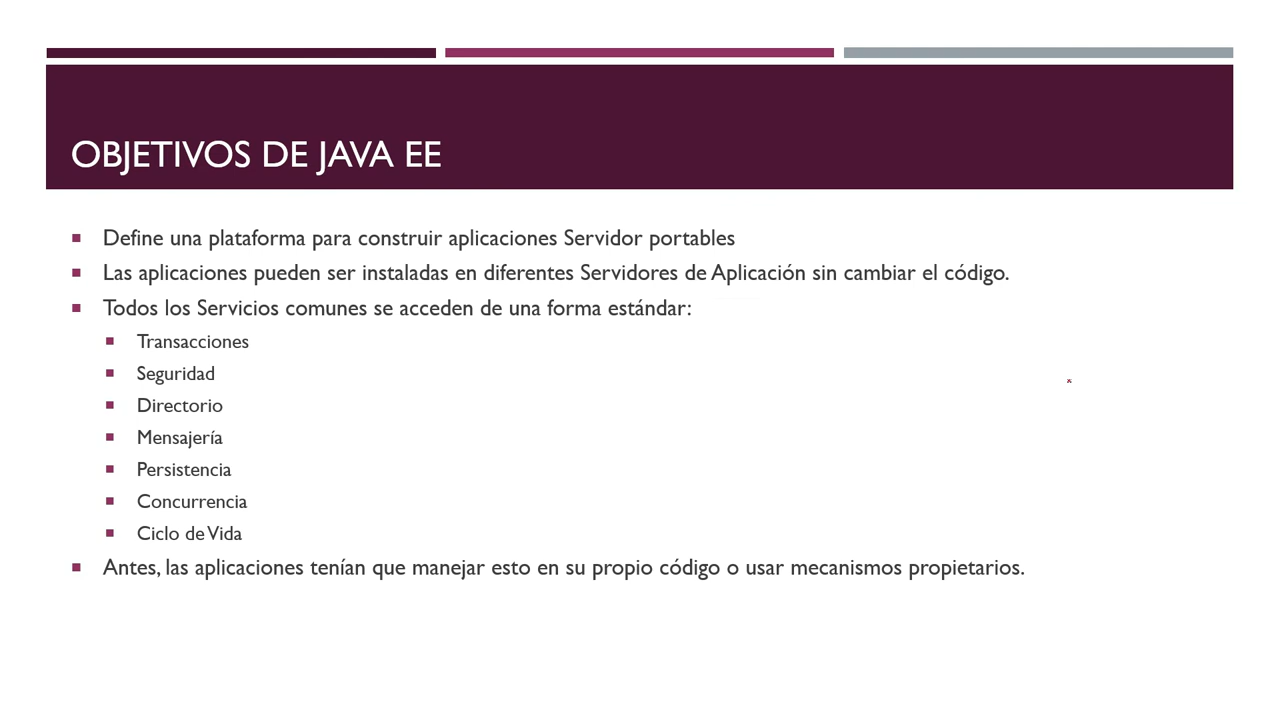 OBJETIVOS DE JAVA EE
Define una plataforma para construir aplicaciones Servidor portables
Las aplicaciones pueden ser instaladas en diferentes Servidores de Aplicación sin cambiar el código.
Todos los Servicios comunes se acceden de una forma estándar:
Transacciones
Seguridad
Directorio
Mensajería
Persistencia
Concurrencia
Ciclo de Vida
Antes, las aplicaciones tenían que manejar esto en su propio código o usar mecanismos propietarios.